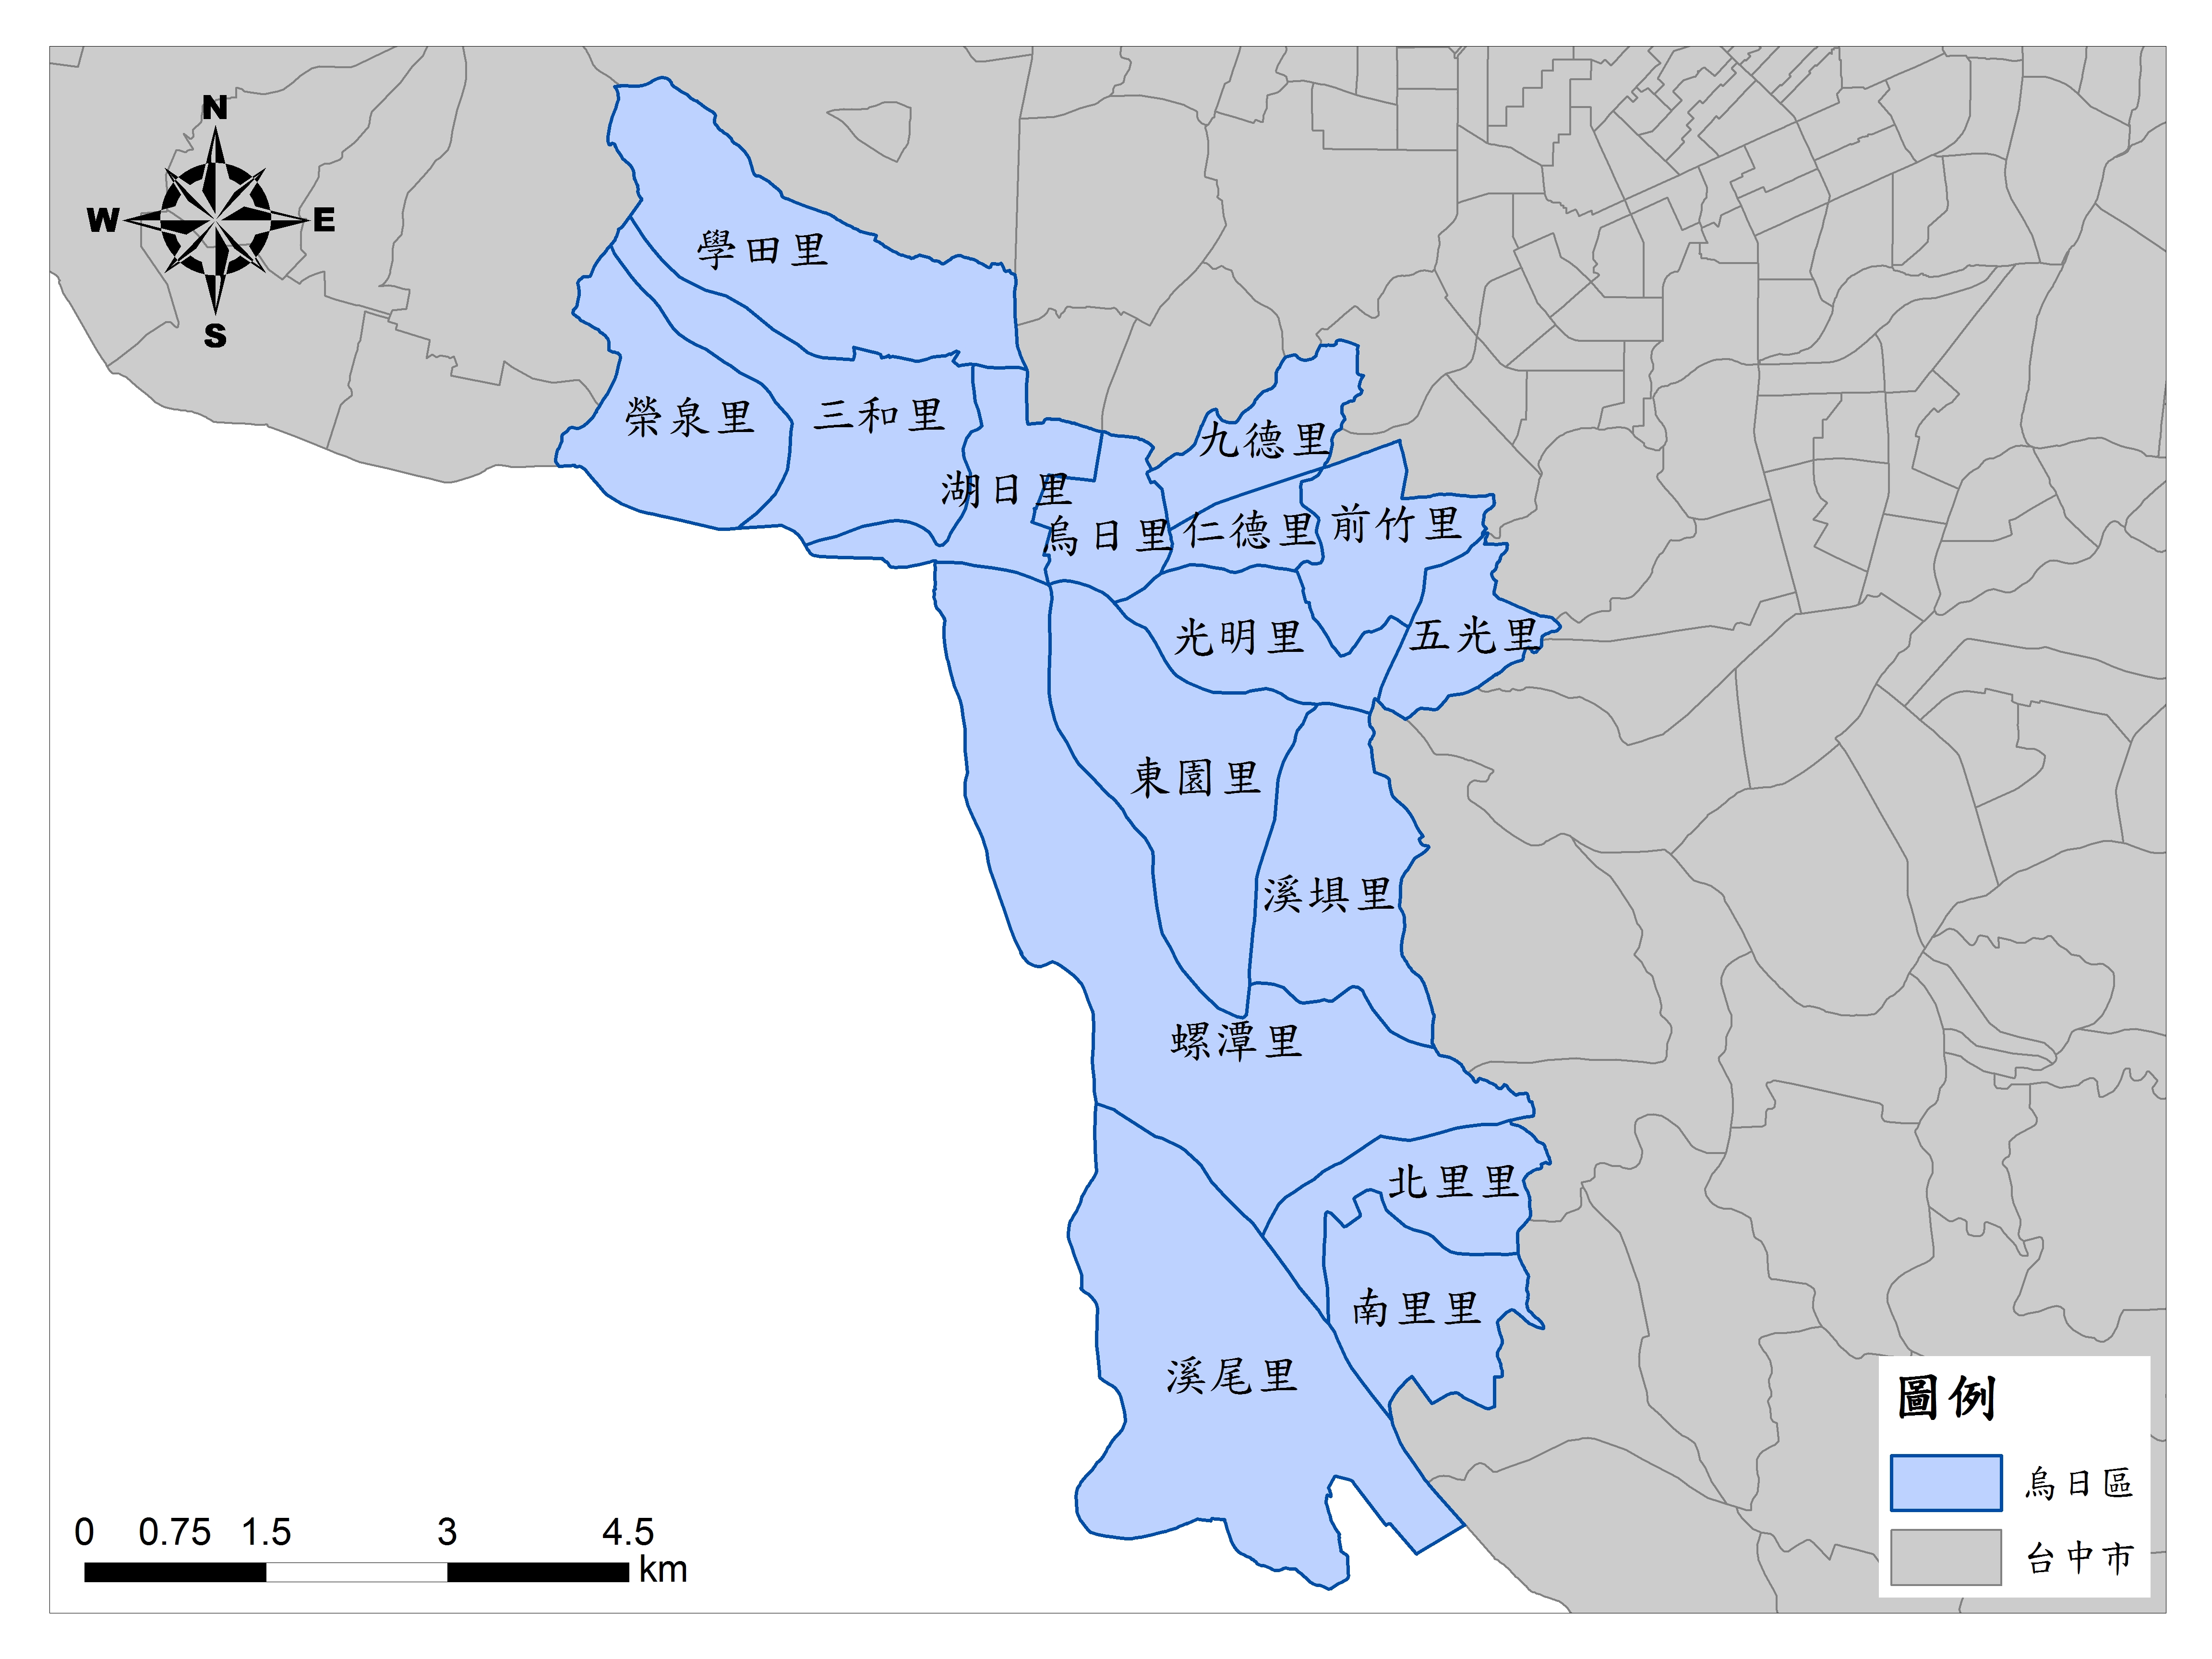 N
W
E
S
學田里
榮泉里
三和里
湖日里
烏日里
九德里
仁德里
前竹里
光明里
五光里
東園里
溪埧里
螺潭里
北里里
南里里
溪尾里
圖例
烏日區
台中市
0 0.75 1.5 3 4.5
km